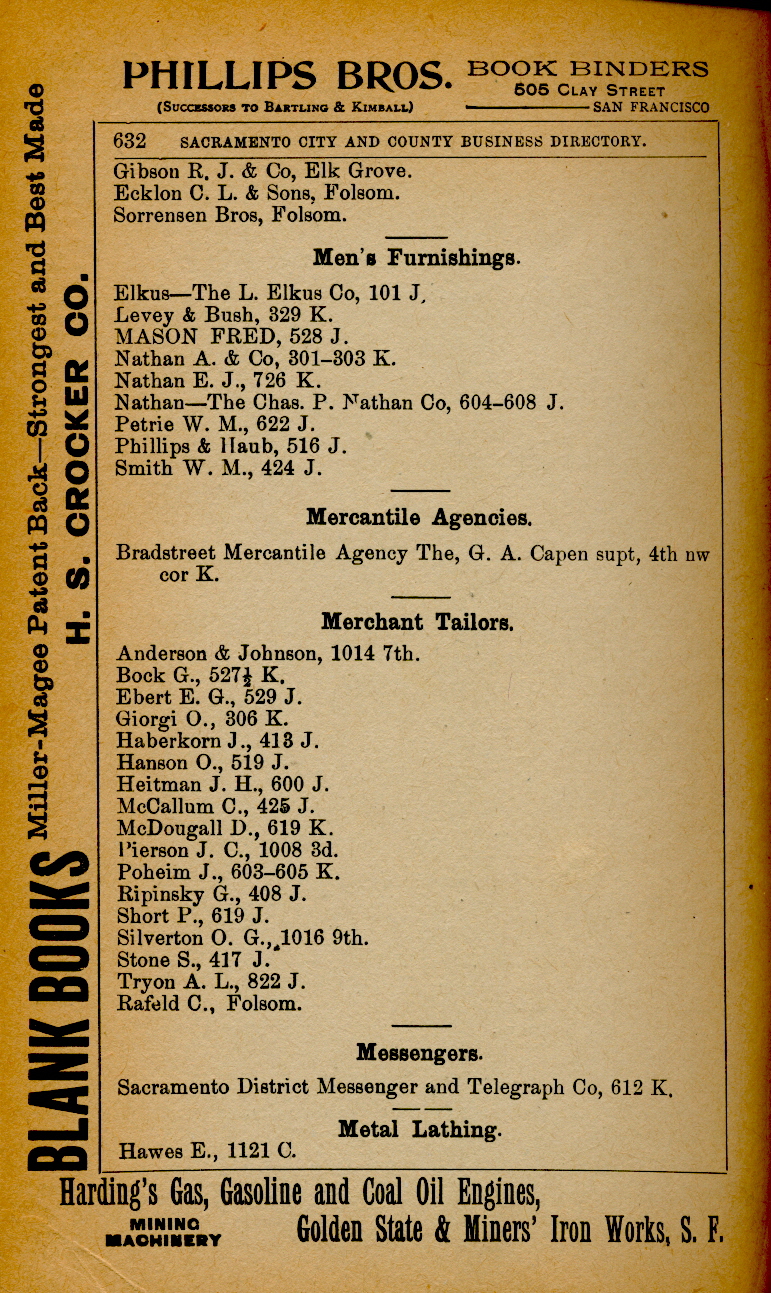 PHILLIPS BROS. BOOK BINDERS
505 CLAY STREET
(SUCCESSORS TO BARTLING & KIMBALL) SAN FRANCISCO
632 SACRAMENTO CITY AND COUNTY BUSINESS DIRECTORY.
Gibson R. J. & Co, Elk Grove.
Ecklon C. L. & Sons, Folsom.
Sorrensen Bros, Folsom.
Men's Furnishings.
Elkus—The L. Elkus Co, 101 J.
Levey & Bush, 329 K.
MASON FRED, 528 J.
Nathan A. & Co, 301–303 K.
Nathan E. J., 726 K.
Nathan—The Chas. P. Nathan Co, 604–608 J.
Petrie W. M., 622 J.
Phillips & Haub, 516 J.
Smith W. M., 424 J.
Mercantile Agencies.
Bradstreet Mercantile Agency The, G. A. Capen supt, 4th nw
cor K.
Merchant Tailors.
Anderson & Johnson, 1014 7th.
Bock G., 527½ K.
Ebert E. G., 529 J.
Giorgi O., 306 K.
Haberkorn J., 413 J.
Hanson O., 519 J.
Heitman J. H., 600 J.
McCallum C., 425 J.
McDougall D., 619 K.
Pierson J. C., 1008 3d.
Poheim J., 603–605 K.
Ripinsky G., 408 J.
Short P., 619 J.
Silverton O. G., 1016 9th.
Stone S., 417 J.
Tryon A. L., 822 J.
Rafeld C., Folsom.
Messengers.
Sacramento District Messenger and Telegraph Co, 612 K.
Metal Lathing.
Hawes E., 1121 C.
BLANK BOOKS Miller-Magee Patent Back—Strongest and Best Made
H. S. CROCKER CO.
Harding's Gas, Gasoline and Coal Oil Engines,
MINING
MACHINERY Golden State & Miners' Iron Works, S. F.